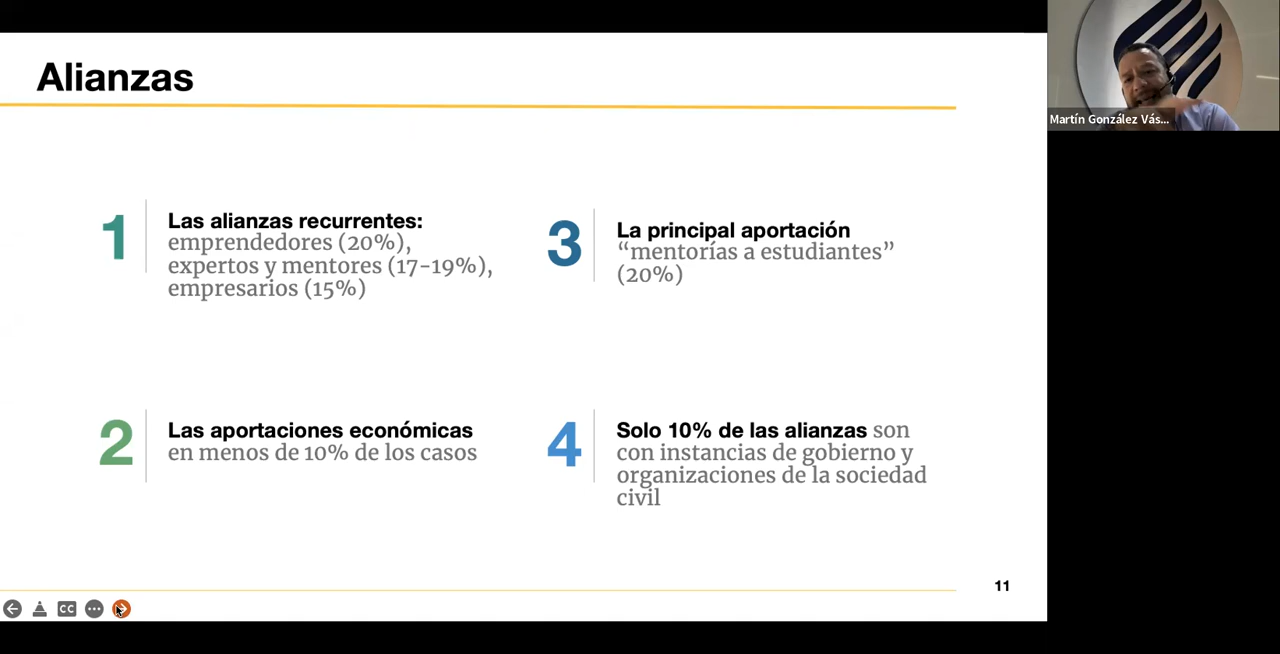 Alianzas
Martín González Vás...
1
Las alianzas recurrentes:
emprendedores (20%),
expertos y mentores (17-19%),
empresarios (15%)
2
Las aportaciones económicas
en menos de 10% de los casos
3
La principal aportación
“mentorías a estudiantes”
(20%)
4
Solo 10% de las alianzas son
con instancias de gobierno y
organizaciones de la sociedad
civil
11
CC